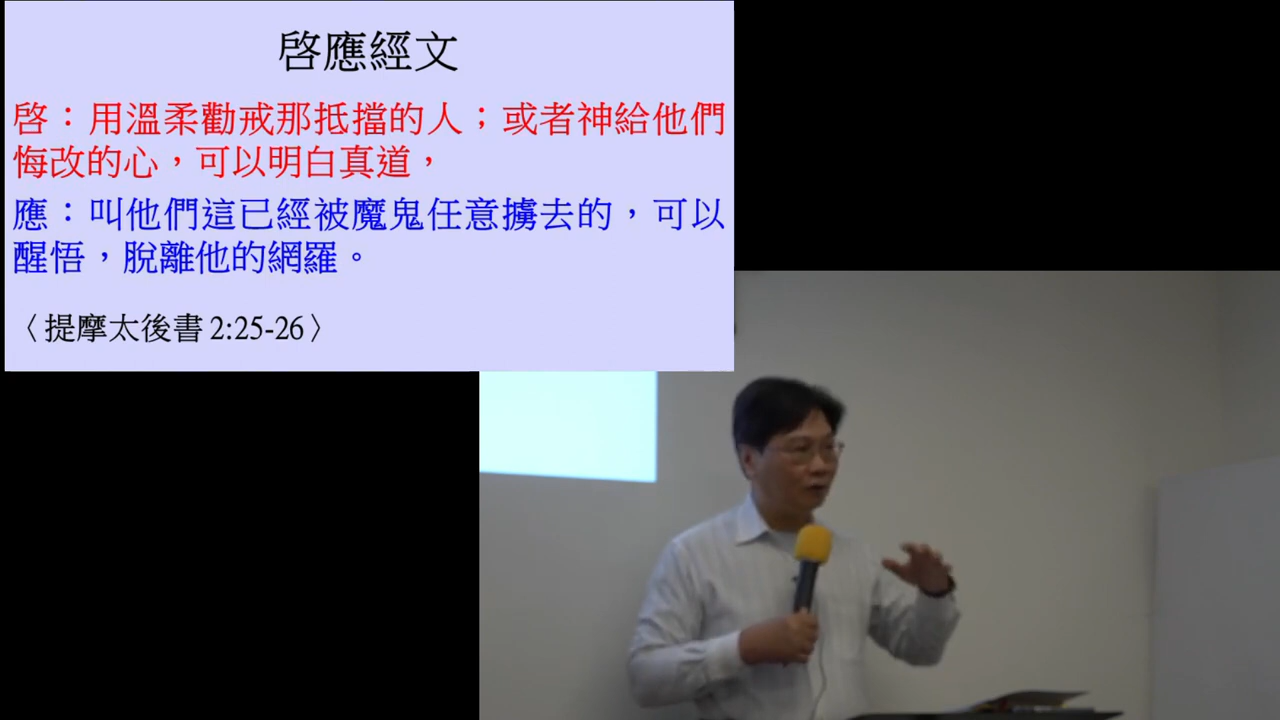 啓應經文
啓：用溫柔勸戒那抵擋的人；或者神給他們
悔改的心，可以明白真道，
應：叫他們這已經被魔鬼任意擄去的，可以
醒悟，脫離他的網羅。
〈提摩太後書 2:25-26〉